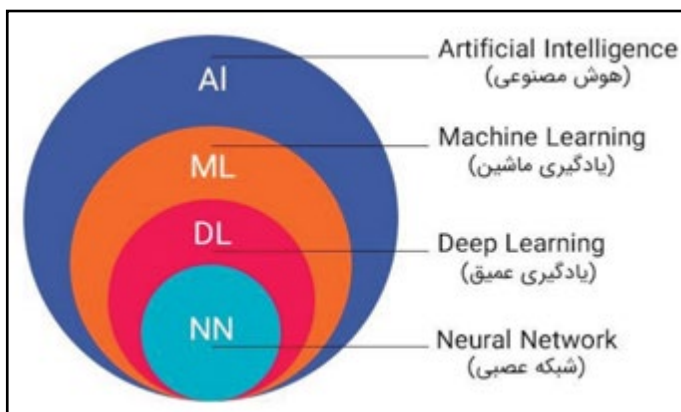 AI
Artificial Intelligence
(هوش مصنوعی)
ML
Machine Learning
(یادگیری ماشین)
DL
Deep Learning
(یادگیری عمیق)
NN
Neural Network
(شبکه عصبی)